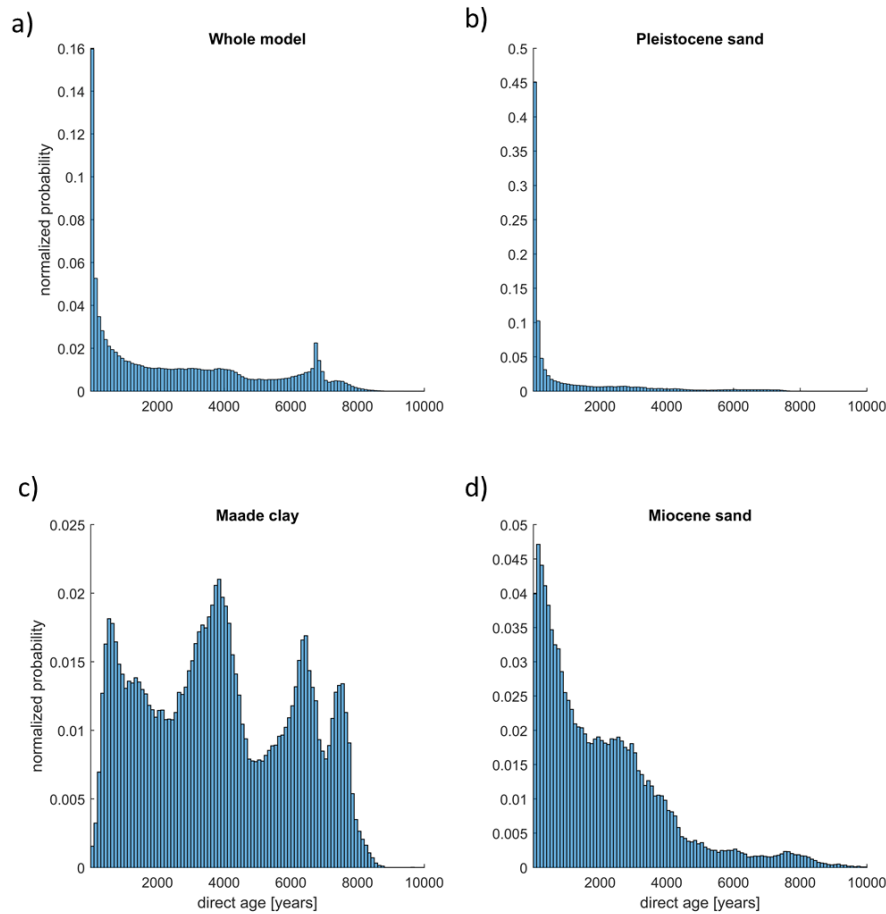 a)
Whole model
0.16
0.14
0.12
0.1
0.08
0.06
0.04
0.02
0
normalized probability
2000 4000 6000 8000 10000
b)
Pleistocene sand
0.5
0.45
0.4
0.35
0.3
0.25
0.2
0.15
0.1
0.05
0
2000 4000 6000 8000 10000
c)
Maade clay
0.025
0.02
0.015
0.01
0.005
0
normalized probability
2000 4000 6000 8000 10000
direct age [years]
d)
Miocene sand
0.05
0.045
0.04
0.035
0.03
0.025
0.02
0.015
0.01
0.005
0
2000 4000 6000 8000 10000
direct age [years]